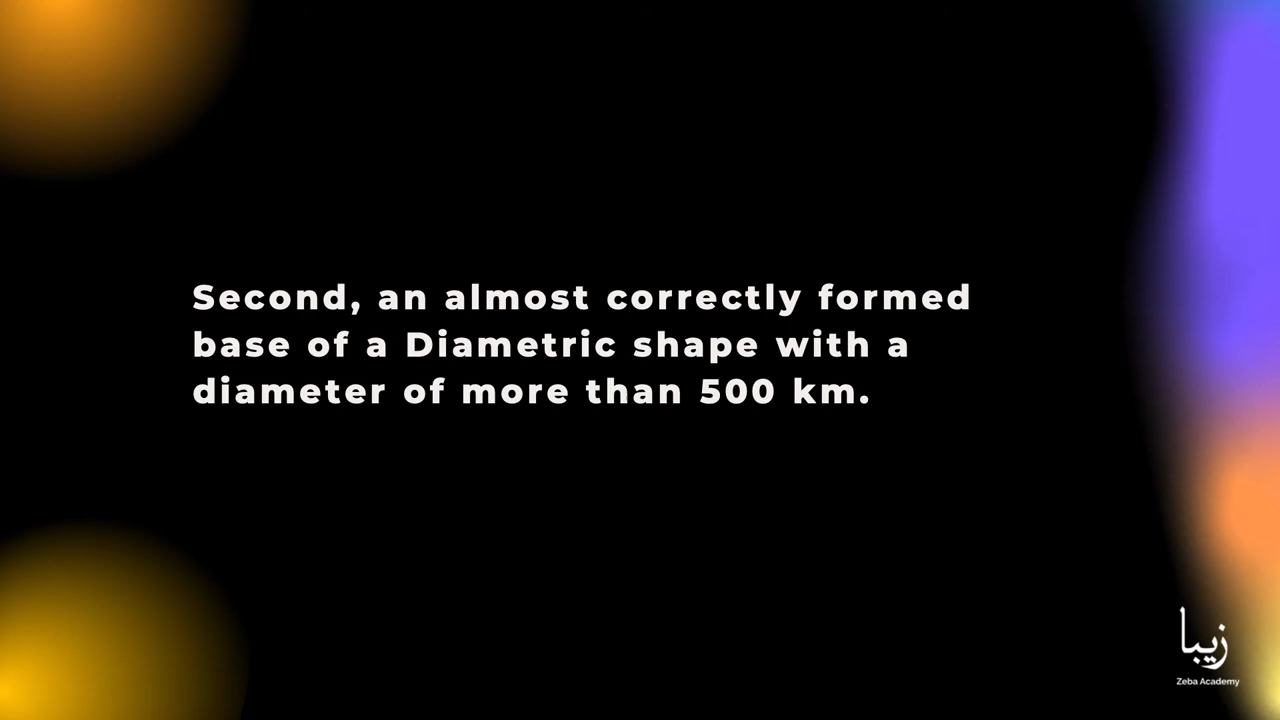 Second, an almost correctly formed
base of a Diametric shape with a
diameter of more than 500 km.
زیبا
Zeba Academy